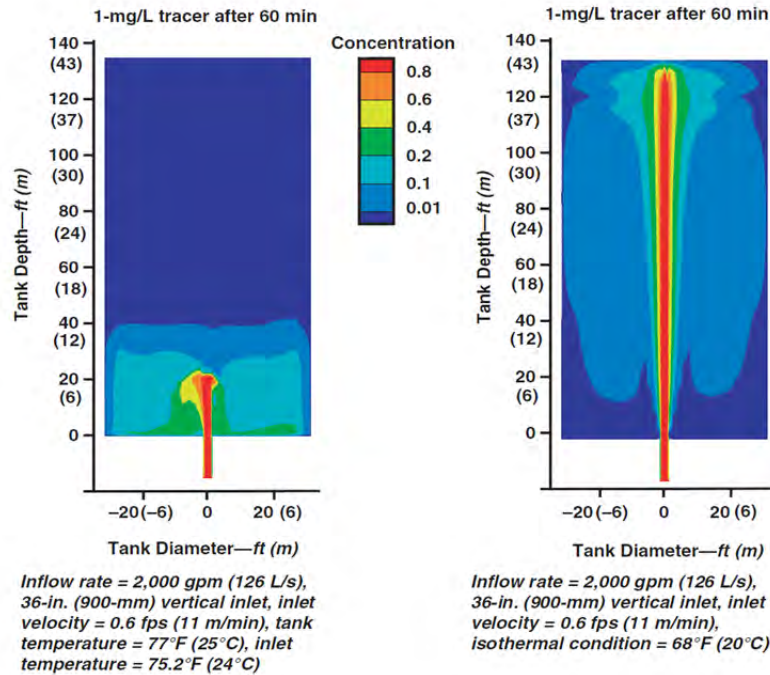 1-mg/L tracer after 60 min
140
(43)
120
(37)
100
(30)
80
(24)
60
(18)
40
(12)
20
(6)
0
Tank Depth—ft (m)
−20 (−6) 0 20 (6)
Tank Diameter—ft (m)
Inflow rate = 2,000 gpm (126 L/s),
36-in. (900-mm) vertical inlet, inlet
velocity = 0.6 fps (11 m/min), tank
temperature = 77°F (25°C), inlet
temperature = 75.2°F (24°C)
Concentration
0.8
0.6
0.4
0.2
0.1
0.01
1-mg/L tracer after 60 min
140
(43)
120
(37)
100
(30)
80
(24)
60
(18)
40
(12)
20
(6)
0
Tank Depth—ft (m)
−20 (−6) 0 20 (6)
Tank Diameter—ft (m)
Inflow rate = 2,000 gpm (126 L/s),
36-in. (900-mm) vertical inlet, inlet
velocity = 0.6 fps (11 m/min),
isothermal condition = 68°F (20°C)